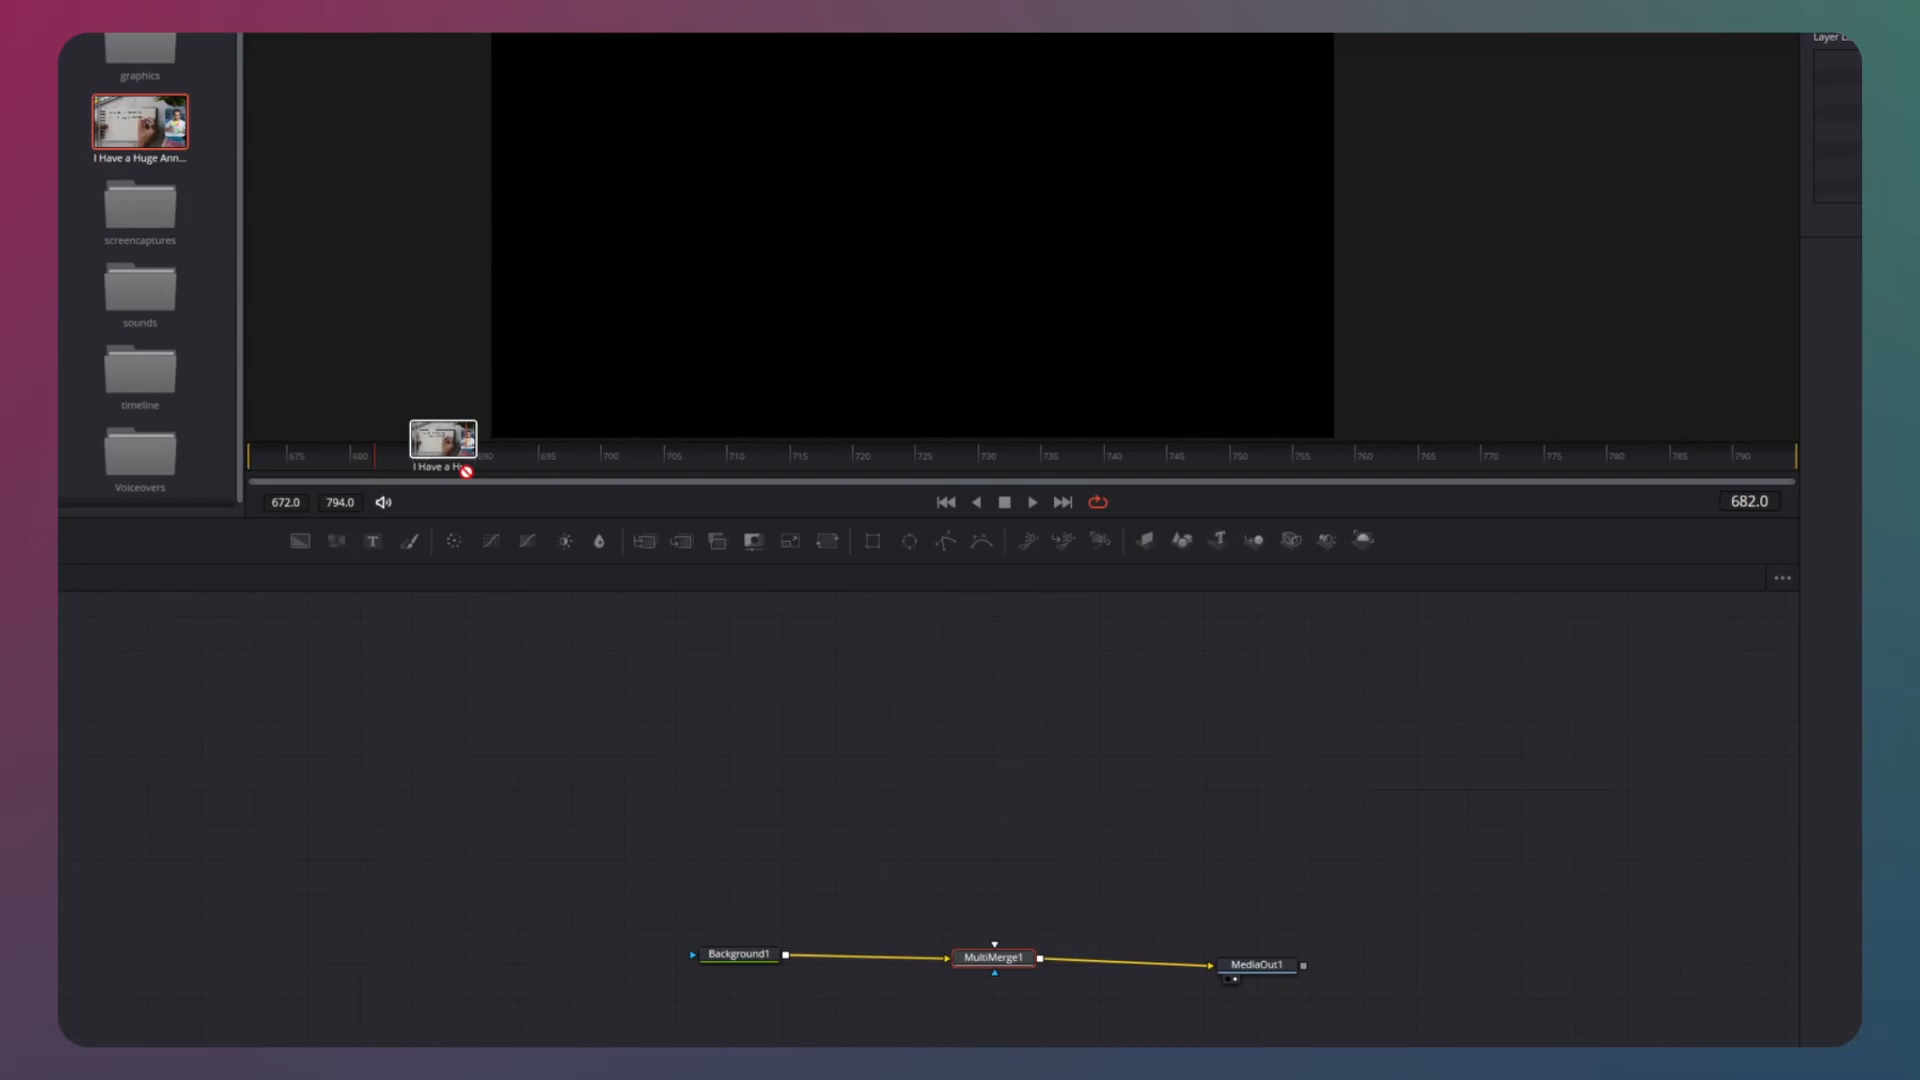 Layer
graphics
I Have a Huge Ann...
screencaptures
sounds
timeline
Voiceovers
I Have a H
675 680 690 695 700 705 710 715 720 725 730 735 740 745 750 755 760 765 770 775 780 785 790
672.0 794.0 682.0
T
Background1 MultiMerge1 MediaOut1